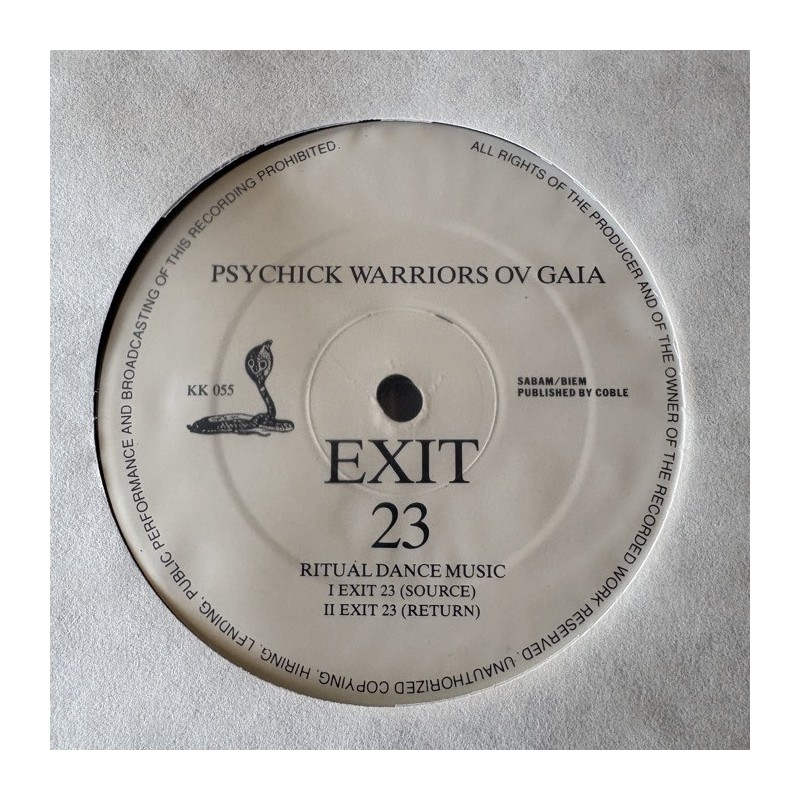 ALL RIGHTS OF THE PRODUCER AND OF THE OWNER OF THE RECORDED WORK RESERVED. UNAUTHORIZED COPYING, HIRING, LENDING, PUBLIC PERFORMANCE AND BROADCASTING OF THIS RECORDING PROHIBITED.
PSYCHICK WARRIORS OV GAIA
KK 055
SABAM/BIEM
PUBLISHED BY COBLE
EXIT
23
RITUAL DANCE MUSIC
I EXIT 23 (SOURCE)
II EXIT 23 (RETURN)